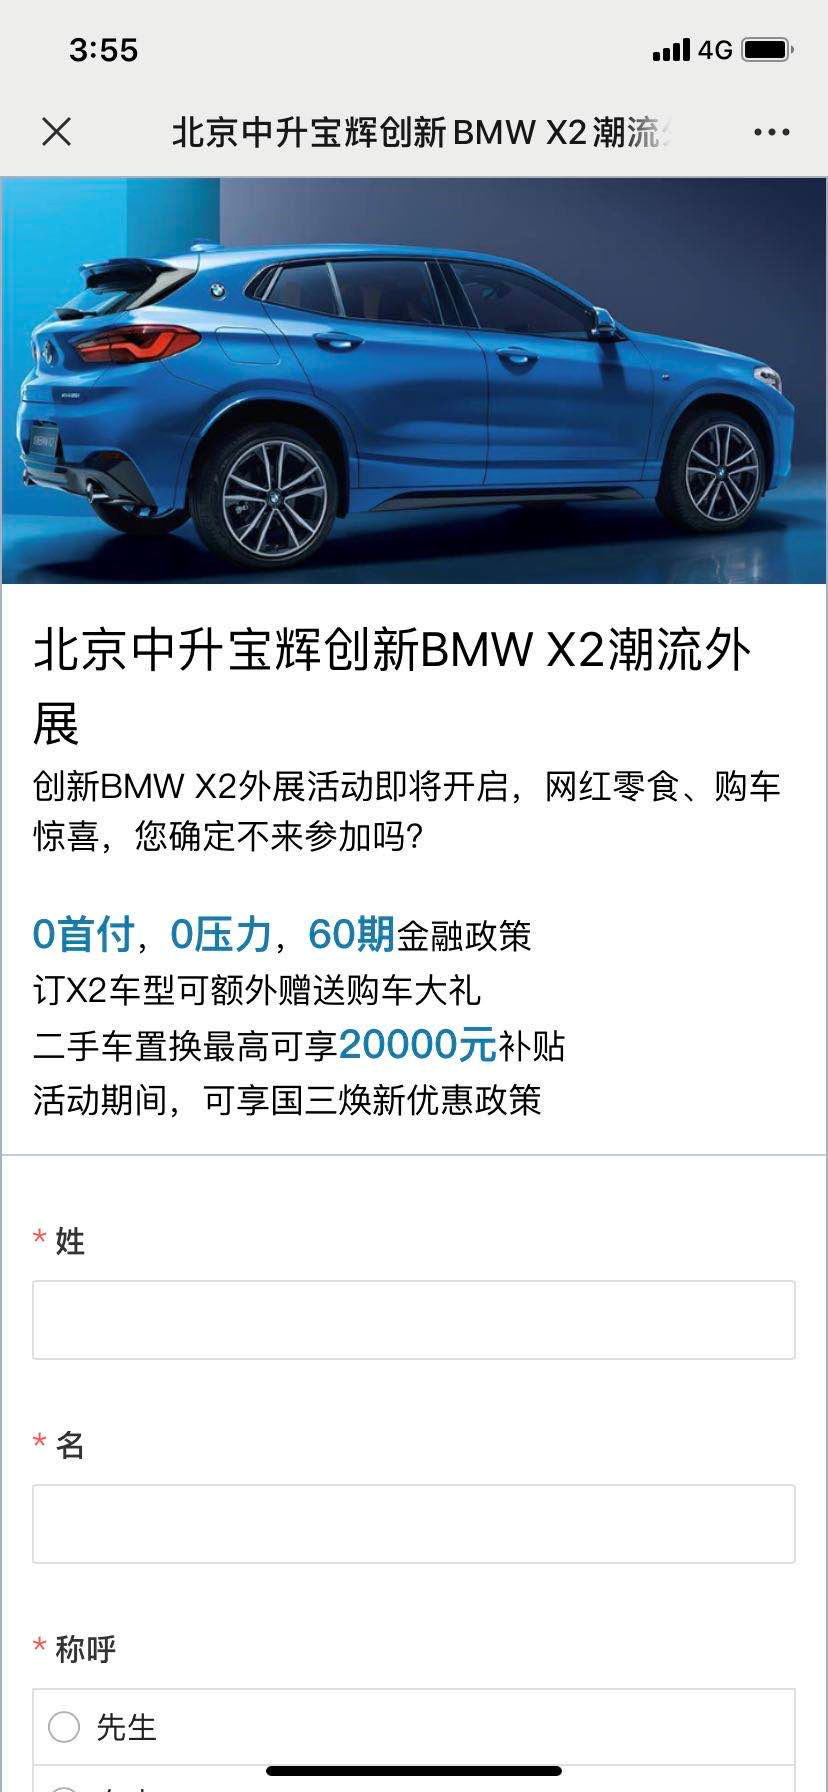 3:55
4G
北京中升宝辉创新BMW X2潮流
北京中升宝辉创新BMW X2潮流外
展
创新BMW X2外展活动即将开启，网红零食、购车
惊喜，您确定不来参加吗？
0首付，0压力，60期金融政策
订X2车型可额外赠送购车大礼
二手车置换最高可享20000元补贴
活动期间，可享国三焕新优惠政策
* 姓
* 名
* 称呼
先生